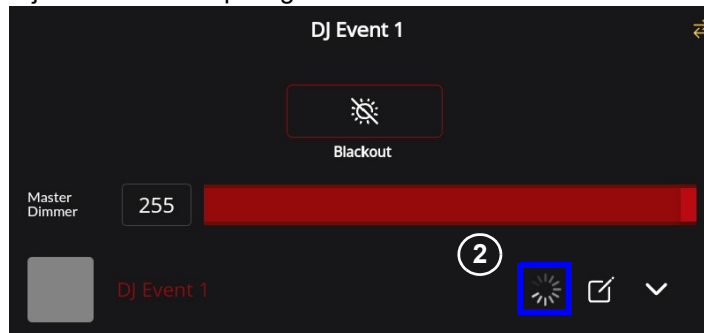 DJ Event 1
Blackout
Master
Dimmer
255
2
DJ Event 1